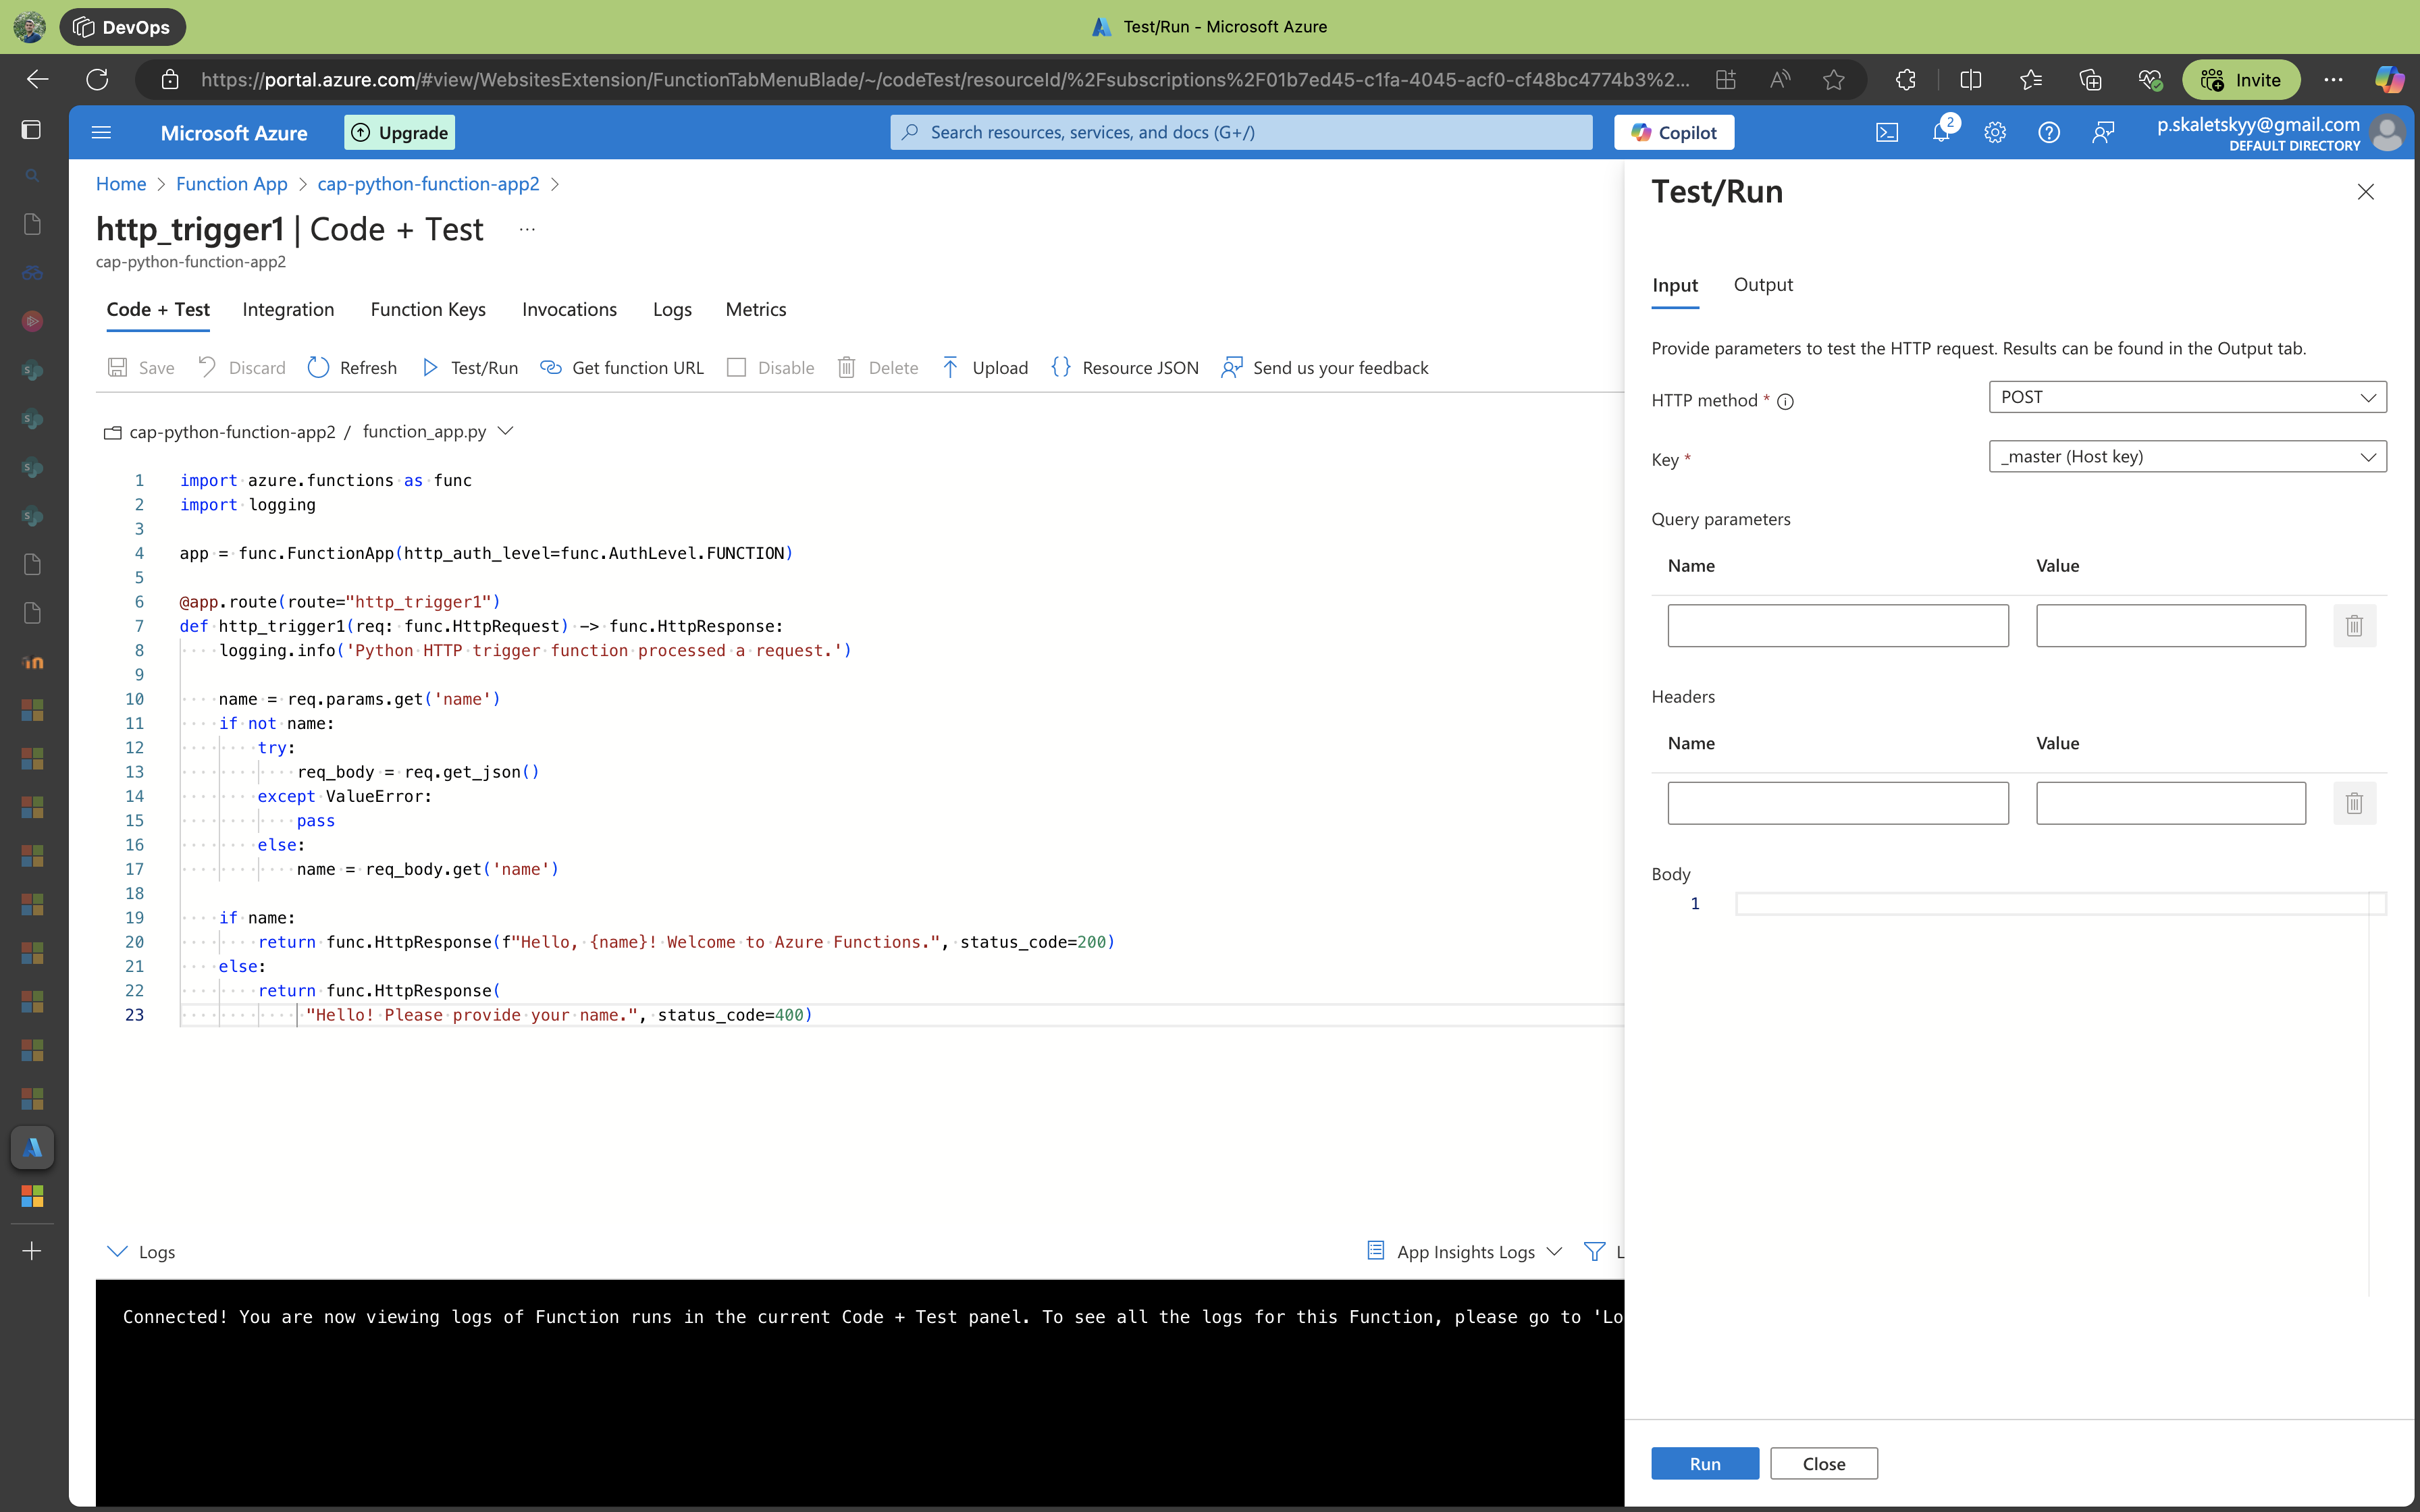 DevOps
Test/Run - Microsoft Azure
https://portal.azure.com/#view/WebsitesExtension/FunctionTabMenuBlade/~/codeTest/resourceId/%2Fsubscriptions%2F01b7ed45-c1fa-4045-acf0-cf48bc4774b3%2...
Invite
Microsoft Azure
Upgrade
Search resources, services, and docs (G+/)
Copilot
2
p.skaletskyy@gmail.com
DEFAULT DIRECTORY
Home > Function App > cap-python-function-app2 >
http_trigger1 | Code + Test ...
cap-python-function-app2
Code + Test Integration Function Keys Invocations Logs Metrics
Save Discard Refresh Test/Run Get function URL Disable Delete Upload Resource JSON Send us your feedback
cap-python-function-app2 / function_app.py
1 import azure.functions as func
2 import logging
3
4 app = func.FunctionApp(http_auth_level=func.AuthLevel.FUNCTION)
5
6 @app.route(route="http_trigger1")
7 def http_trigger1(req: func.HttpRequest) -> func.HttpResponse:
8 logging.info('Python HTTP trigger function processed a request.')
9
10 name = req.params.get('name')
11 if not name:
12 try:
13 req_body = req.get_json()
14 except ValueError:
15 pass
16 else:
17 name = req_body.get('name')
18
19 if name:
20 return func.HttpResponse(f"Hello, {name}! Welcome to Azure Functions.", status_code=200)
21 else:
22 return func.HttpResponse(
23 "Hello! Please provide your name.", status_code=400)
Logs
App Insights Logs
L
Connected! You are now viewing logs of Function runs in the current Code + Test panel. To see all the logs for this Function, please go to 'Lo
Test/Run
Input Output
Provide parameters to test the HTTP request. Results can be found in the Output tab.
HTTP method *
POST
Key *
_master (Host key)
Query parameters
Name Value
Headers
Name Value
Body
1
Run Close